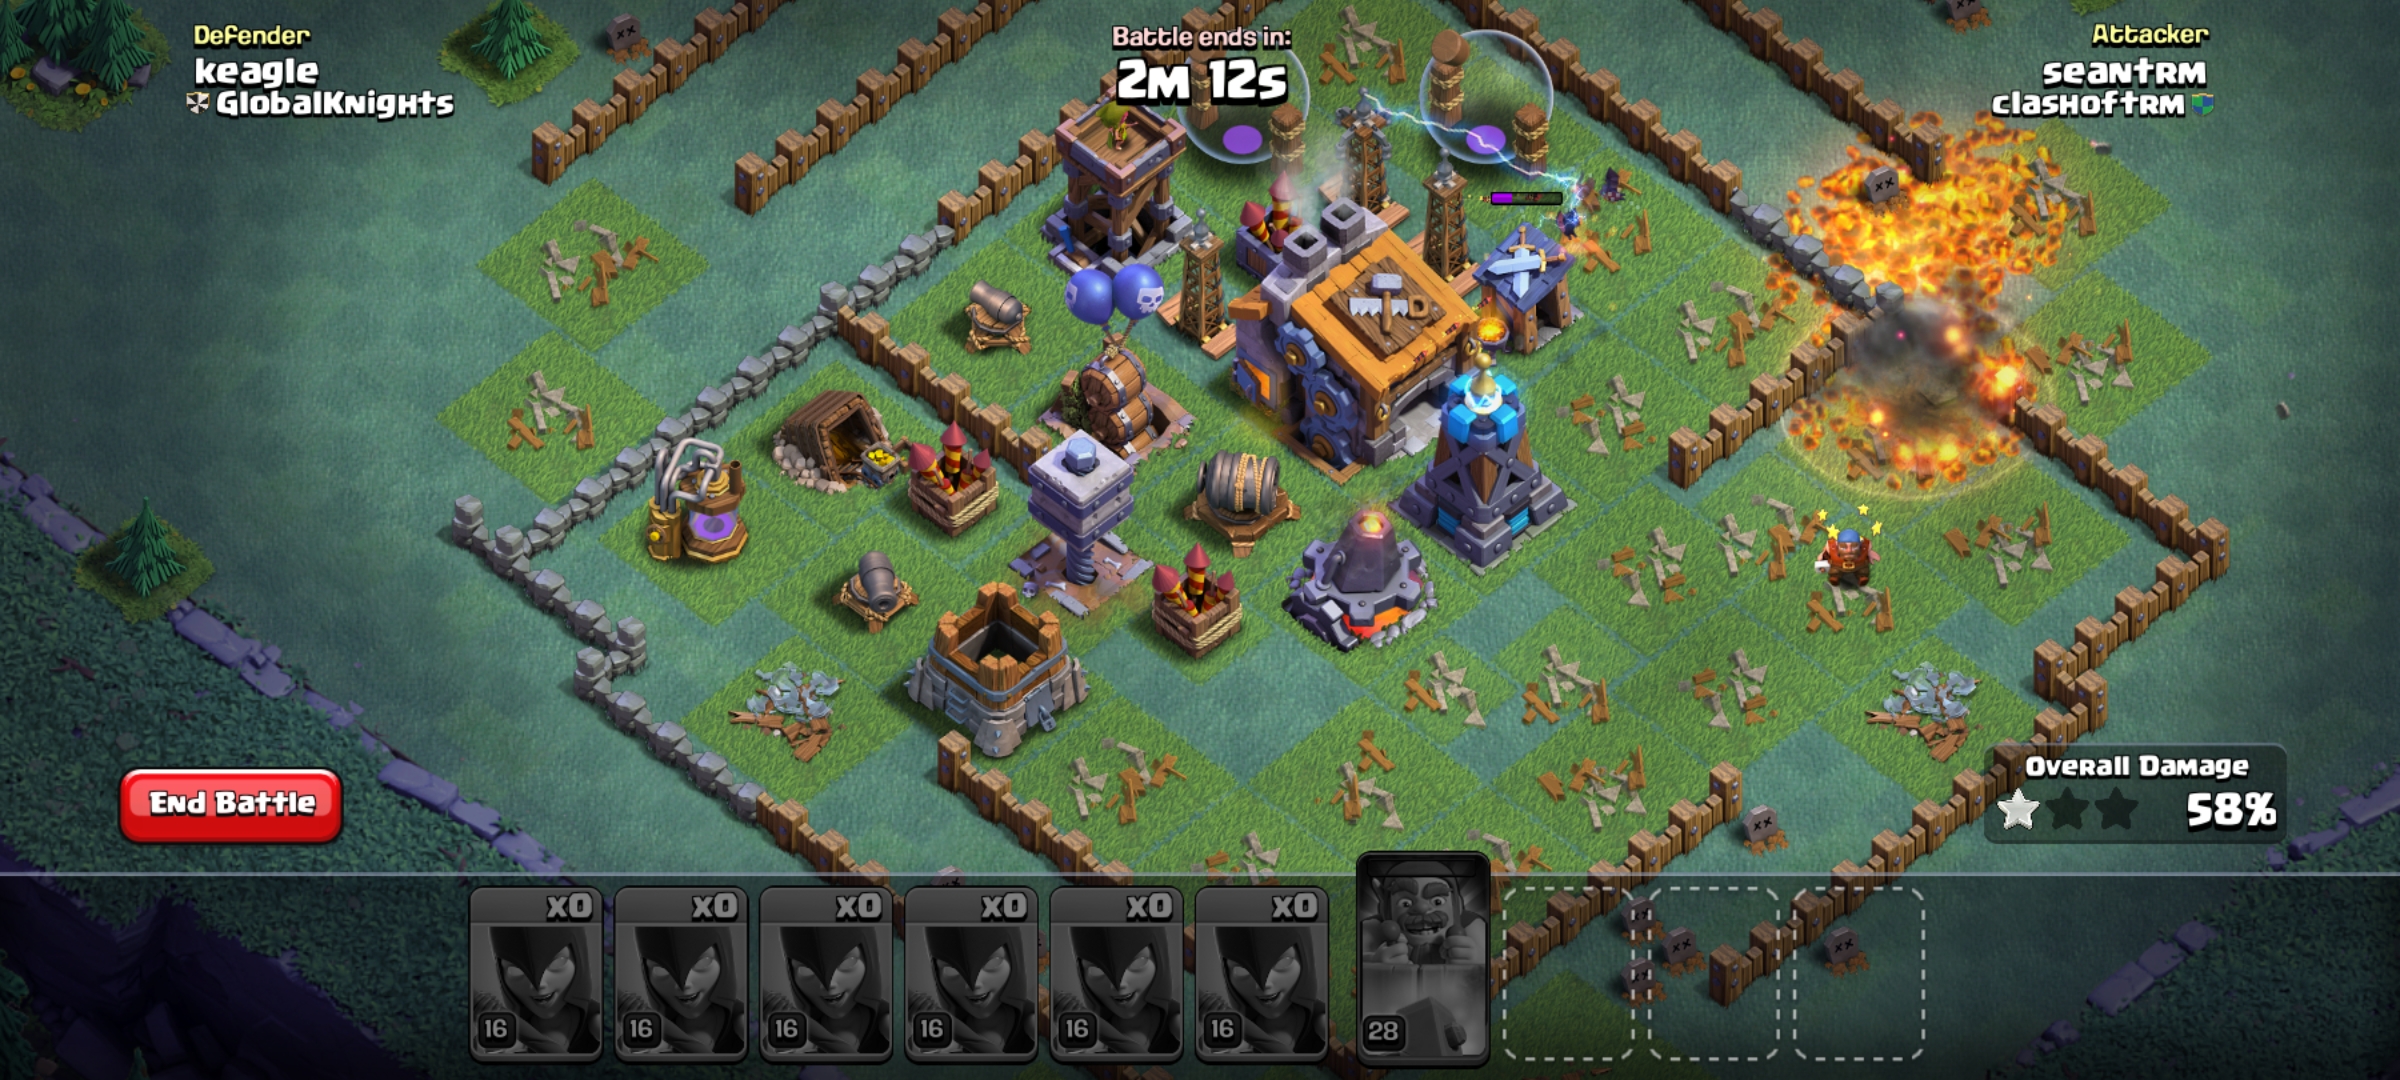 Defender
keagle
GlobalKnights
Battle ends in:
2M 12s
Attacker
seantrm
clashoftrm
End Battle
Overall Damage
58%
x0 x0 x0 x0 x0 x0
16 16 16 16 16 16 28